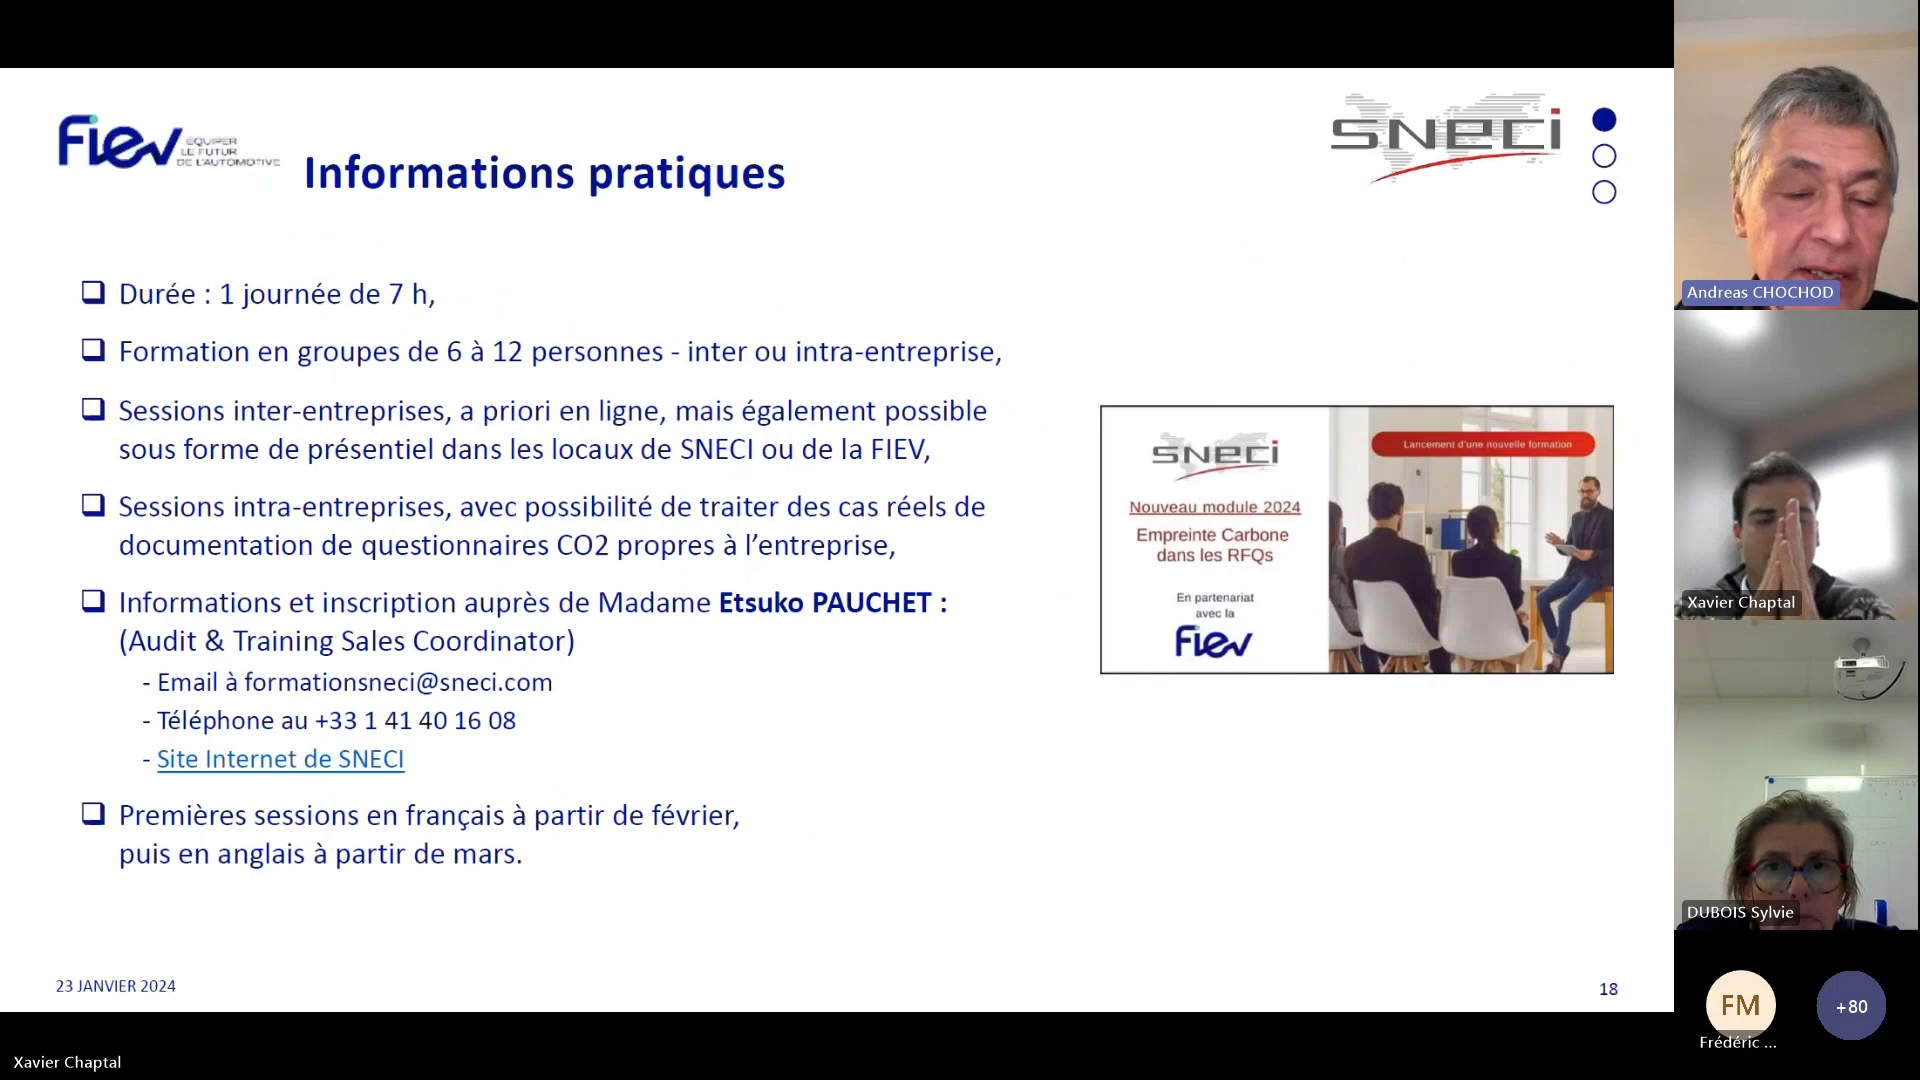 Fiev
ÉQUIPER
LE FUTUR
DE L'AUTOMOTIVE
Informations pratiques
SNECI
❑ Durée : 1 journée de 7 h,
❑ Formation en groupes de 6 à 12 personnes - inter ou intra-entreprise,
❑ Sessions inter-entreprises, a priori en ligne, mais également possible
sous forme de présentiel dans les locaux de SNECI ou de la FIEV,
❑ Sessions intra-entreprises, avec possibilité de traiter des cas réels de
documentation de questionnaires CO2 propres à l’entreprise,
❑ Informations et inscription auprès de Madame Etsuko PAUCHET :
(Audit & Training Sales Coordinator)
- Email à formationsneci@sneci.com
- Téléphone au +33 1 41 40 16 08
- Site Internet de SNECI
❑ Premières sessions en français à partir de février,
puis en anglais à partir de mars.
SNECI
Nouveau module 2024
Empreinte Carbone
dans les RFQs
En partenariat
avec la
Fiev
Lancement d'une nouvelle formation
23 JANVIER 2024
18
Xavier Chaptal
Andreas CHOCHOD
Xavier Chaptal
DUBOIS Sylvie
FM
Frédéric ...
+80